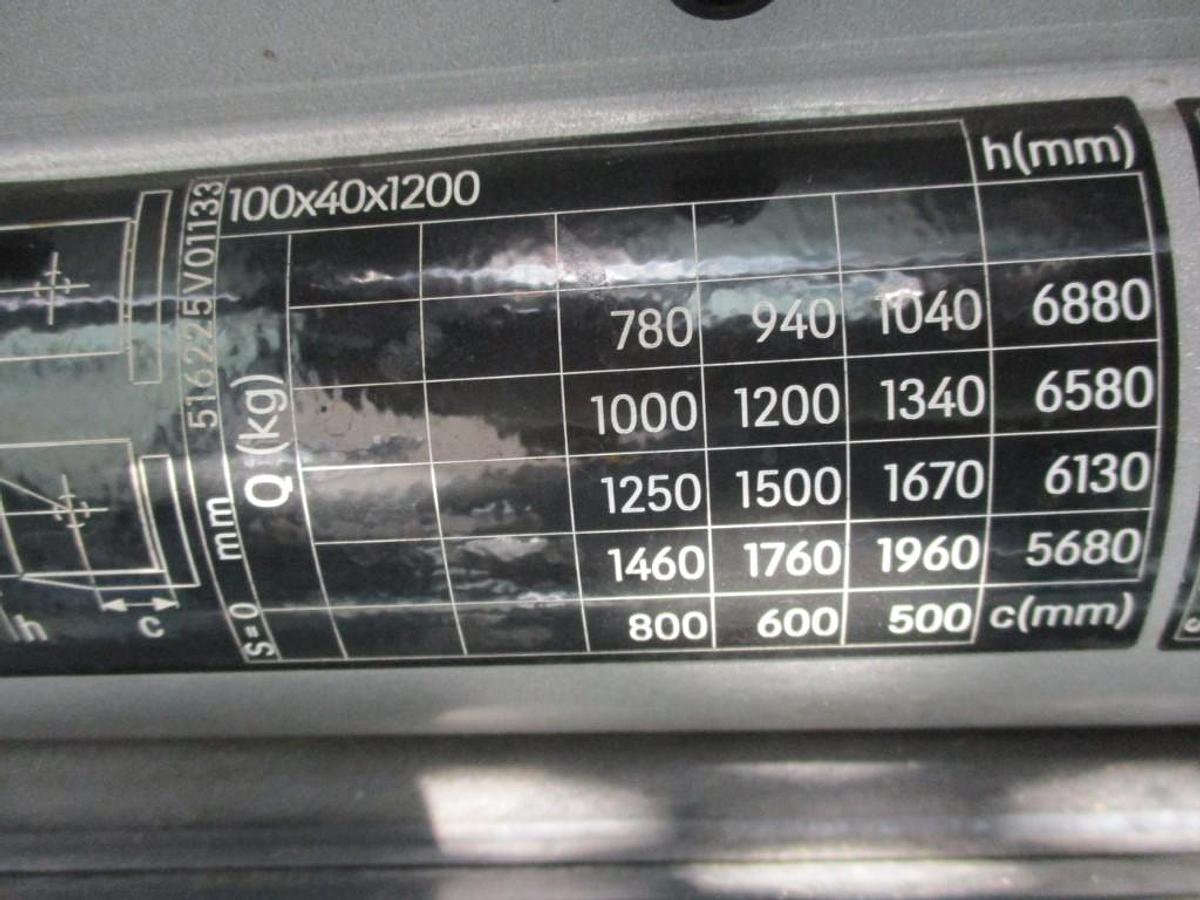 516225V01133
100x40x1200
h(mm)
Q (kg)
780 940 1040 6880
1000 1200 1340 6580
1250 1500 1670 6130
1460 1760 1960 5680
800 600 500 c(mm)
S = 0 mm
h c